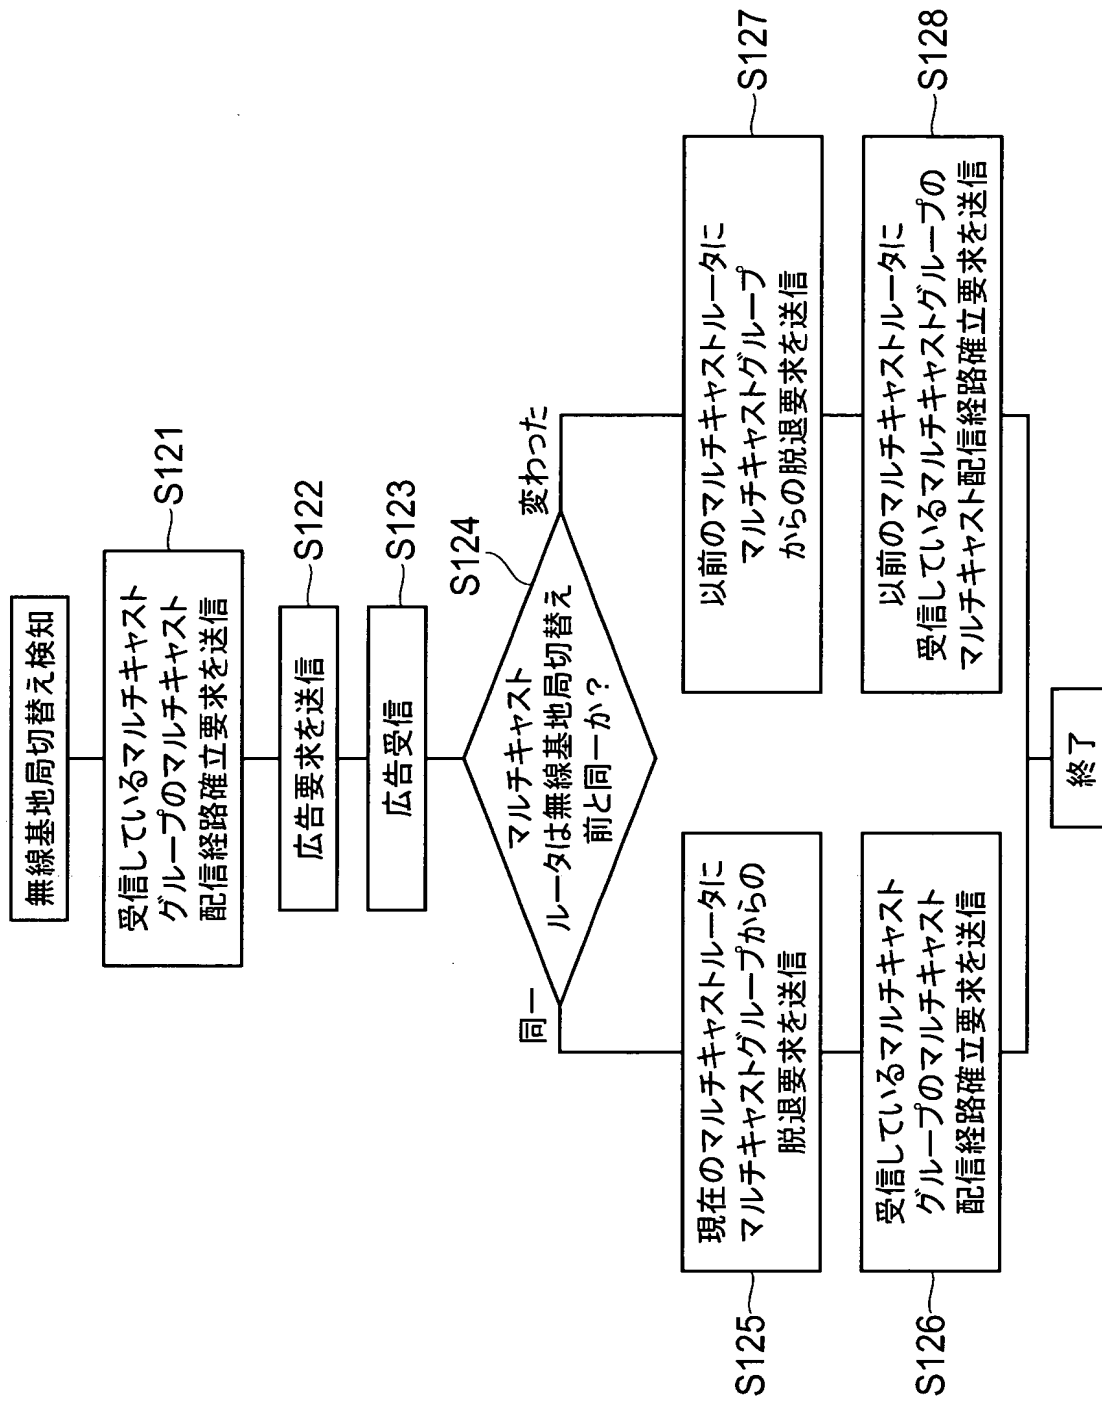 無線基地局切替え検知
受信しているマルチキャスト
グループのマルチキャスト
配信経路確立要求を送信
S121
広告要求を送信
S122
広告受信
S123
マルチキャスト
ルータは無線基地局切替え
前と同一か?
S124
同一
変わった
現在のマルチキャストルータに
マルチキャストグループからの
脱退要求を送信
S125
受信しているマルチキャスト
グループのマルチキャスト
配信経路確立要求を送信
S126
以前のマルチキャストルータに
マルチキャストグループ
からの脱退要求を送信
S127
以前のマルチキャストルータに
受信しているマルチキャストグループの
マルチキャスト配信経路確立要求を送信
S128
終了